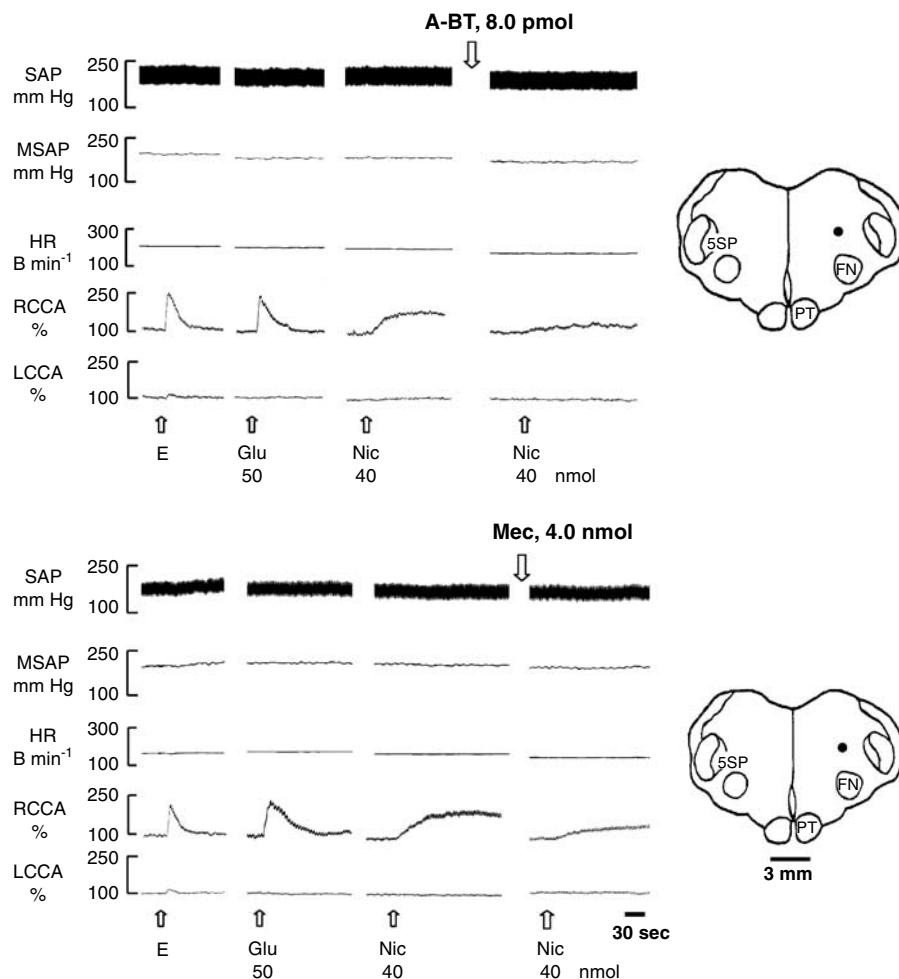 A-BT, 8.0 pmol
SAP
mm Hg
250
100
MSAP
mm Hg
250
100
HR
B min-1
300
100
RCCA
%
250
100
LCCA
%
250
100
E
Glu
50
Nic
40
Nic
40 nmol
5SP
FN
PT
Mec, 4.0 nmol
SAP
mm Hg
250
100
MSAP
mm Hg
250
100
HR
B min-1
300
100
RCCA
%
250
100
LCCA
%
250
100
E
Glu
50
Nic
40
Nic
40 nmol
30 sec
5SP
FN
PT
3 mm